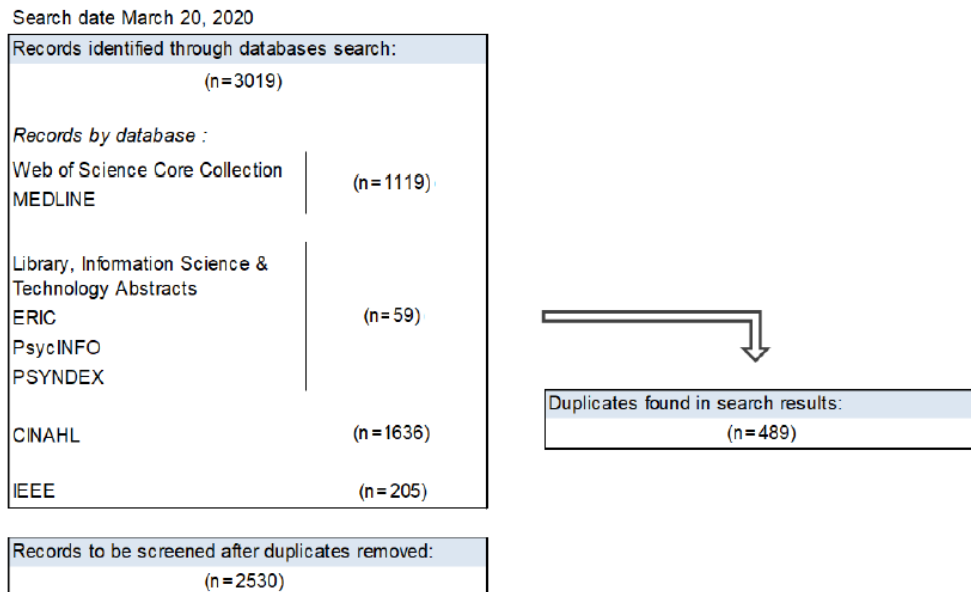 Search date March 20, 2020
Records identified through databases search:
(n=3019)
Records by database :
Web of Science Core Collection
MEDLINE
(n=1119)
Library, Information Science &
Technology Abstracts
ERIC
PsycINFO
PSYNDEX
(n=59)
CINAHL
(n=1636)
IEEE
(n=205)
Duplicates found in search results:
(n=489)
Records to be screened after duplicates removed:
(n=2530)